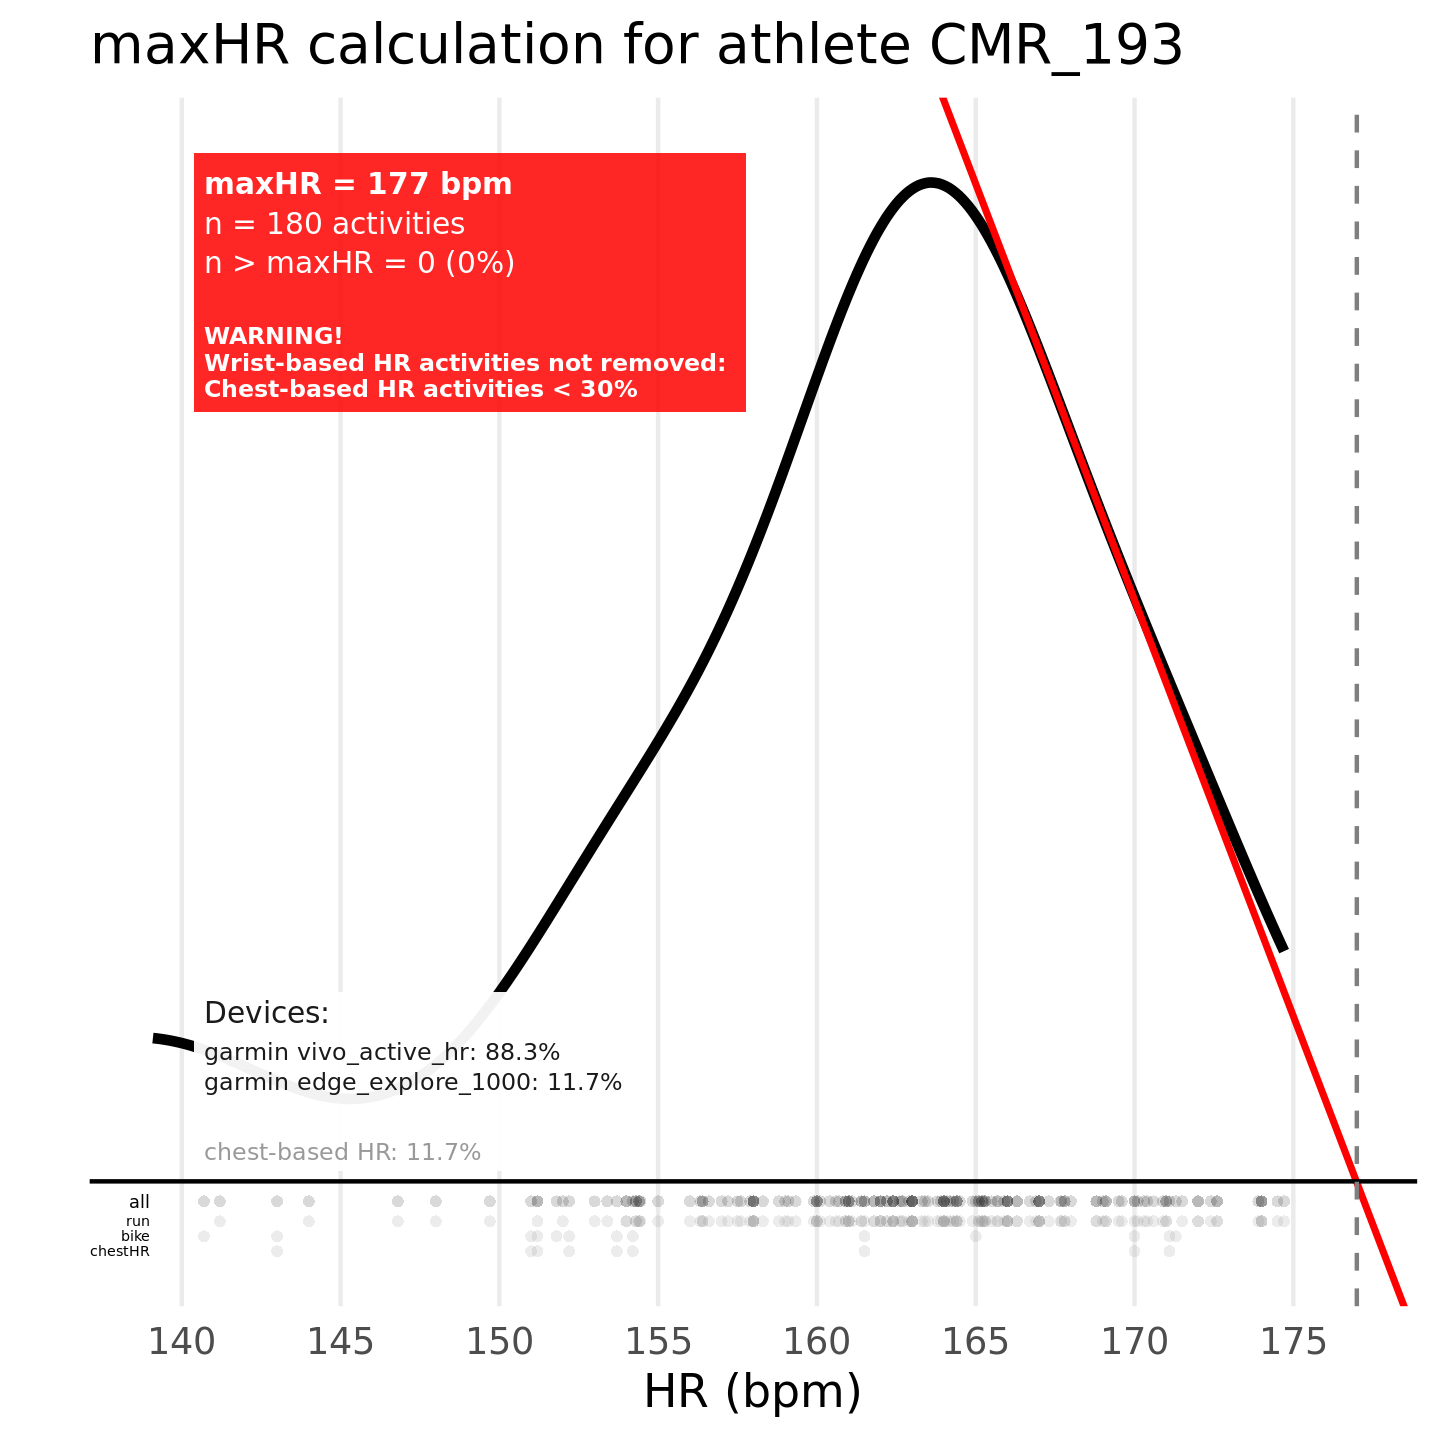 maxHR calculation for athlete CMR_193
maxHR = 177 bpm
n = 180 activities
n > maxHR = 0 (0%)
WARNING!
Wrist-based HR activities not removed:
Chest-based HR activities < 30%
Devices:
garmin vivo_active_hr: 88.3%
garmin edge_explore_1000: 11.7%
chest-based HR: 11.7%
all
run
bike
chestHR
140 145 150 155 160 165 170 175
HR (bpm)